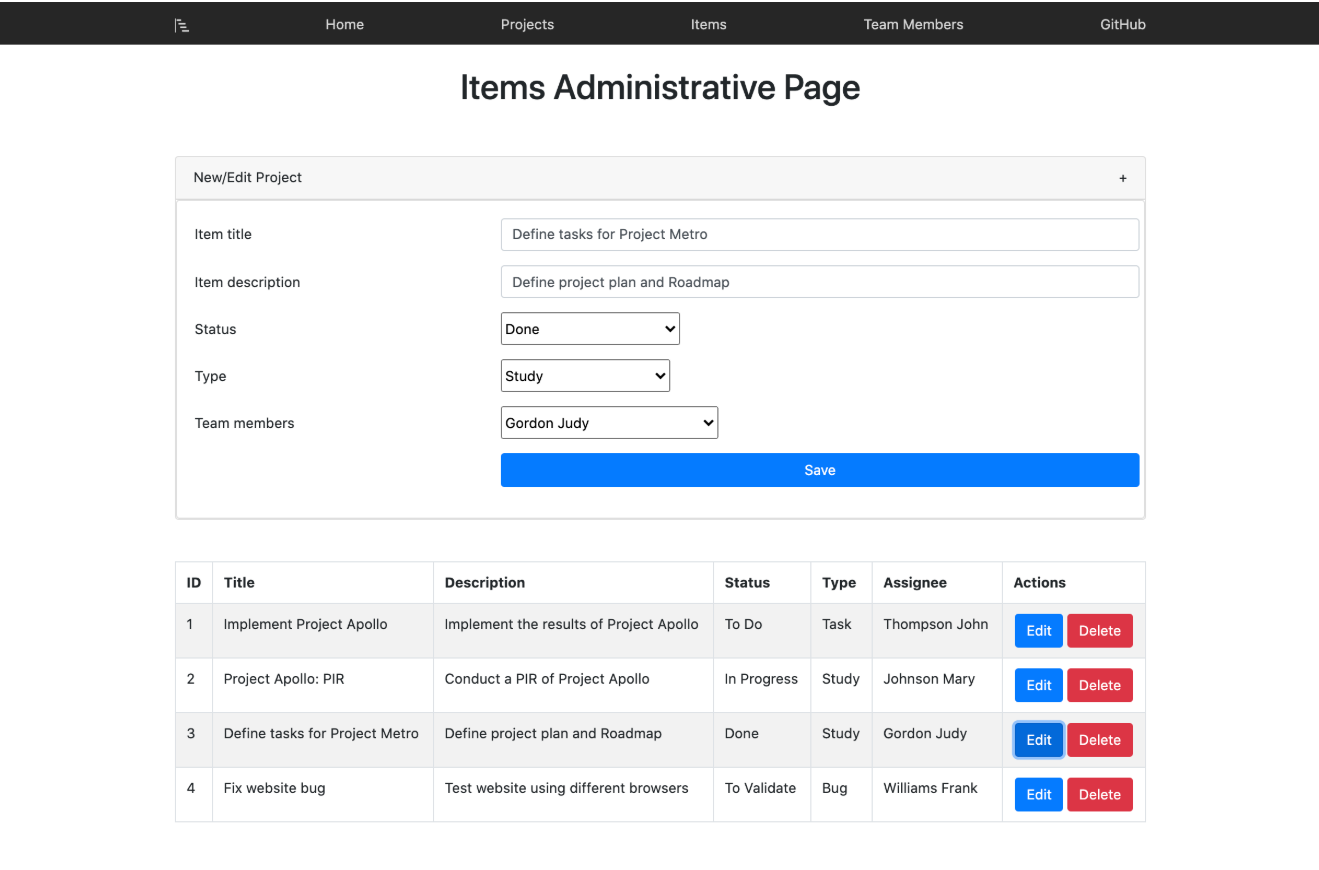 Home Projects Items Team Members GitHub
Items Administrative Page
New/Edit Project +
Item title Define tasks for Project Metro
Item description Define project plan and Roadmap
Status Done
Type Study
Team members Gordon Judy
Save
ID Title Description Status Type Assignee Actions
1 Implement Project Apollo Implement the results of Project Apollo To Do Task Thompson John Edit Delete
2 Project Apollo: PIR Conduct a PIR of Project Apollo In Progress Study Johnson Mary Edit Delete
3 Define tasks for Project Metro Define project plan and Roadmap Done Study Gordon Judy Edit Delete
4 Fix website bug Test website using different browsers To Validate Bug Williams Frank Edit Delete